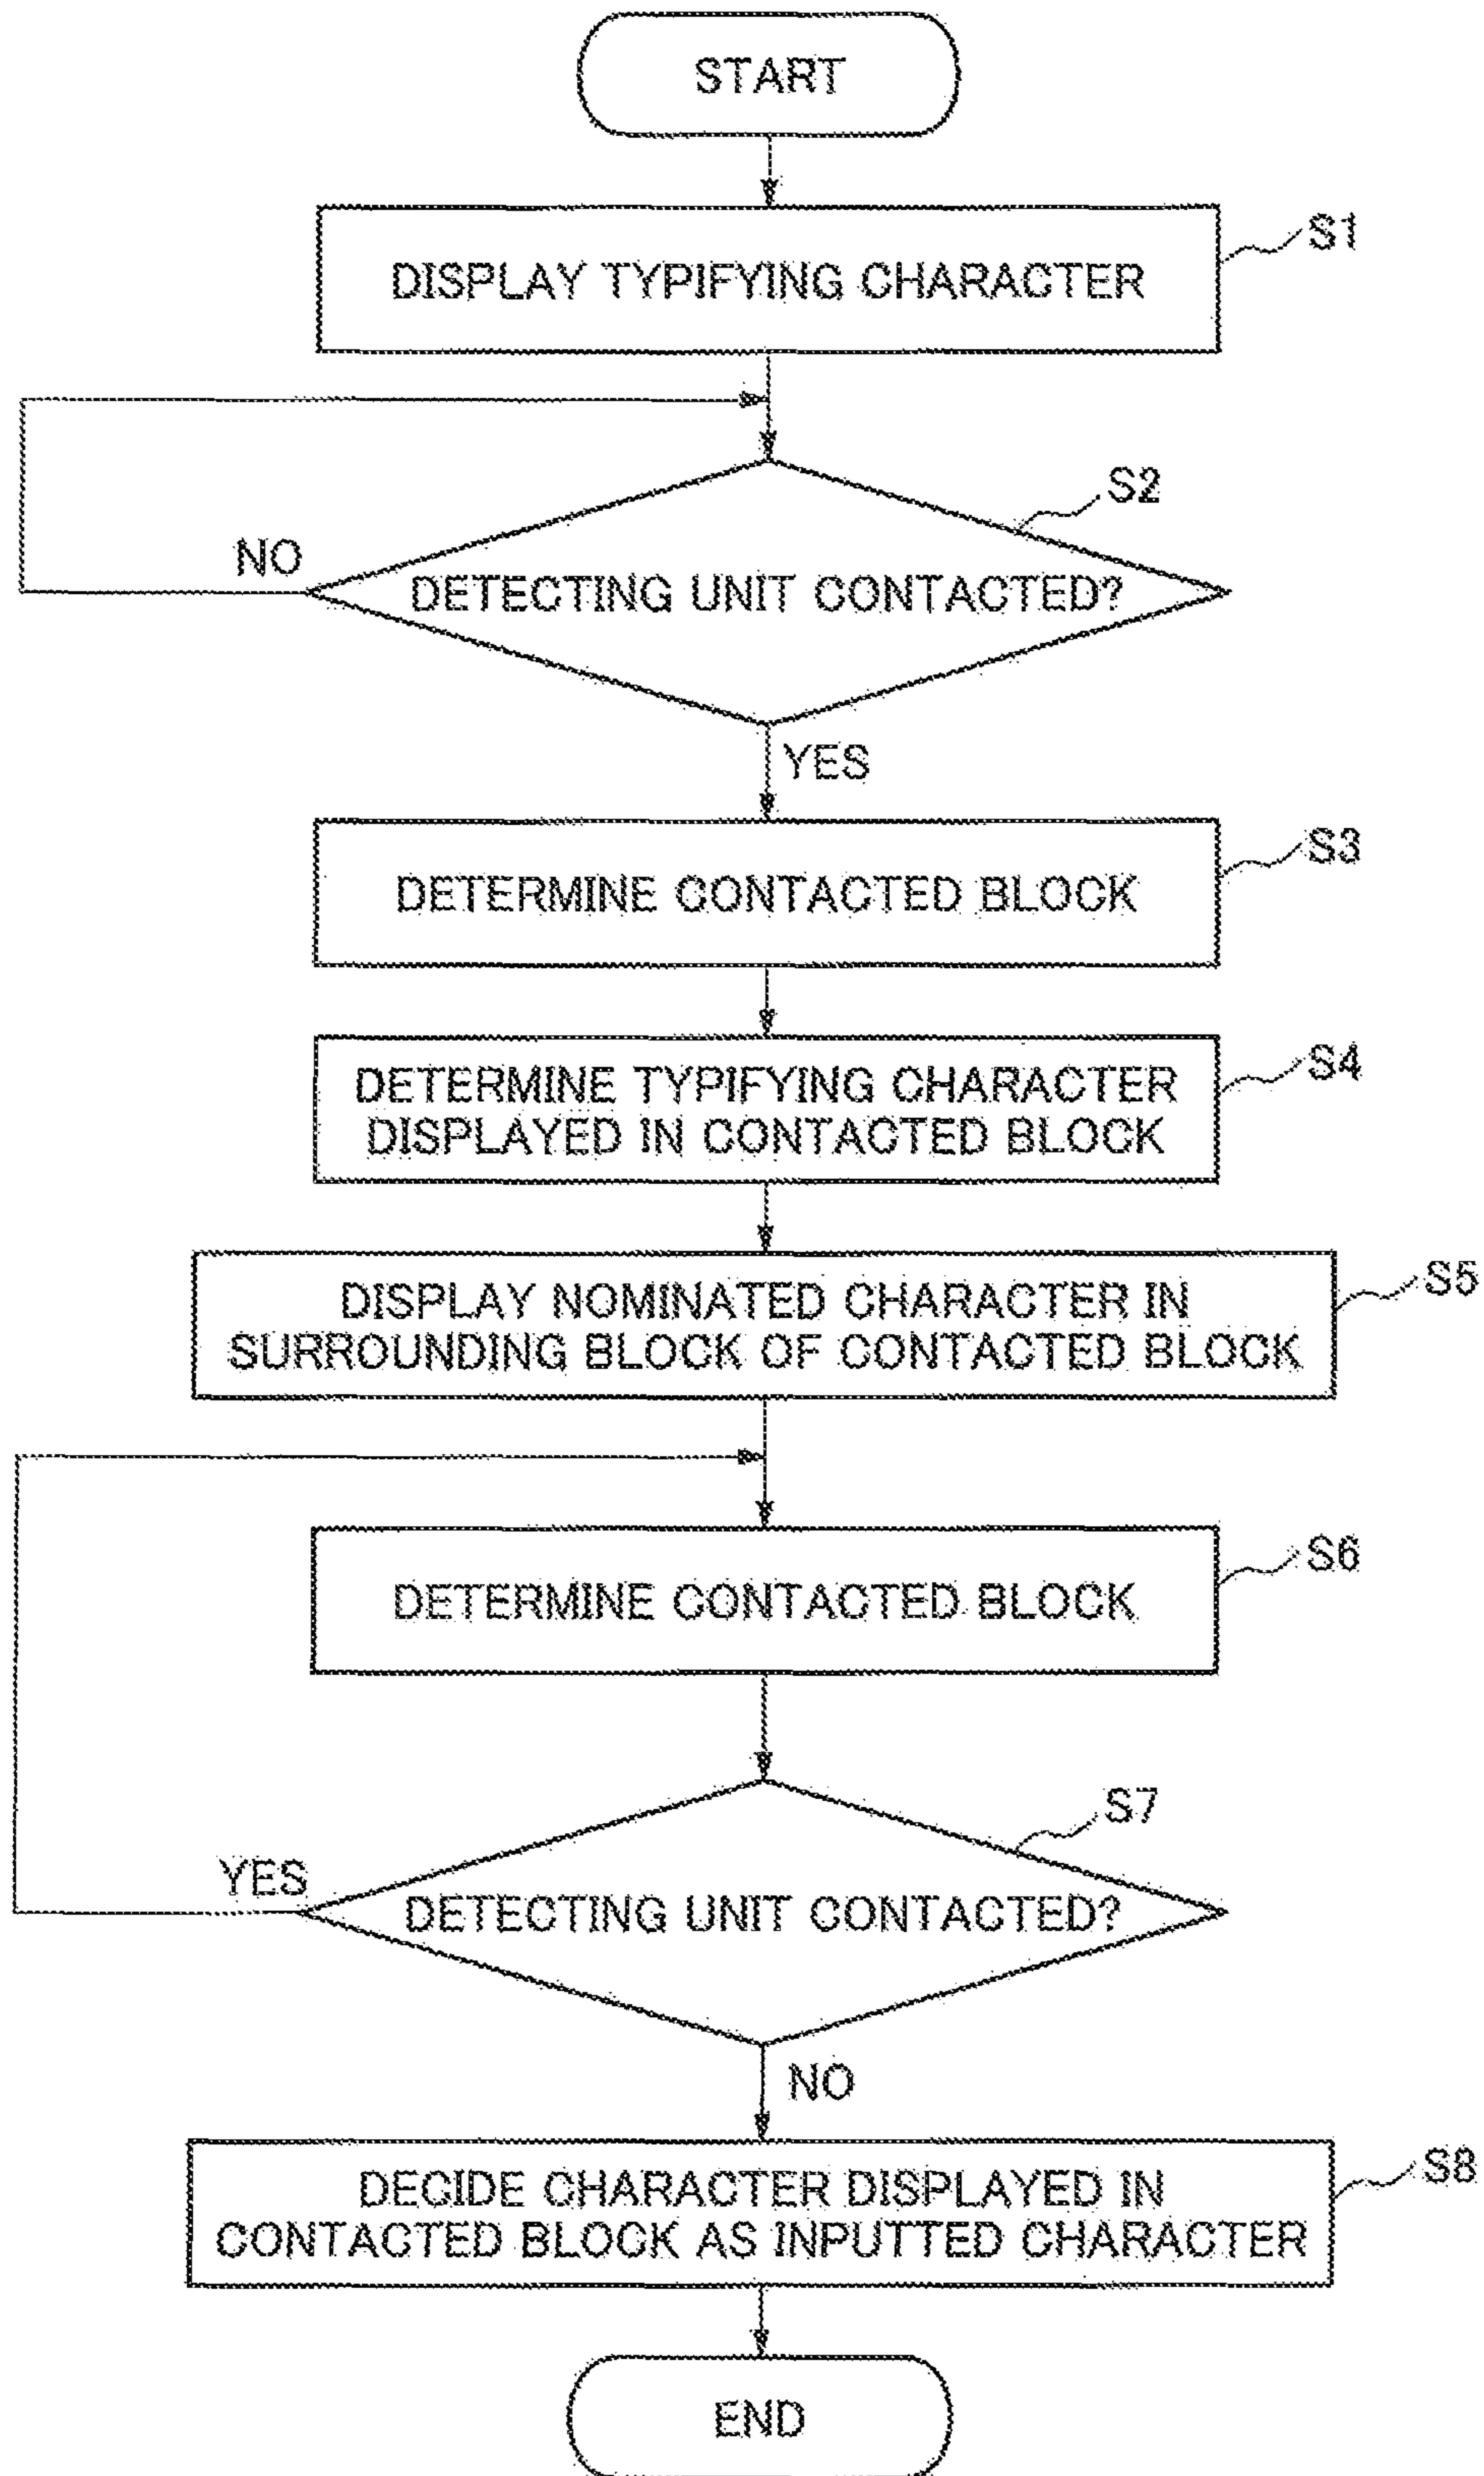 START
DISPLAY TYPIFYING CHARACTER
S1
S2
NO
DETECTING UNIT CONTACTED?
YES
DETERMINE CONTACTED BLOCK
S3
DETERMINE TYPIFYING CHARACTER
DISPLAYED IN CONTACTED BLOCK
S4
DISPLAY NOMINATED CHARACTER IN
SURROUNDING BLOCK OF CONTACTED BLOCK
S5
DETERMINE CONTACTED BLOCK
S6
S7
YES
DETECTING UNIT CONTACTED?
NO
DECIDE CHARACTER DISPLAYED IN
CONTACTED BLOCK AS INPUTTED CHARACTER
S8
END